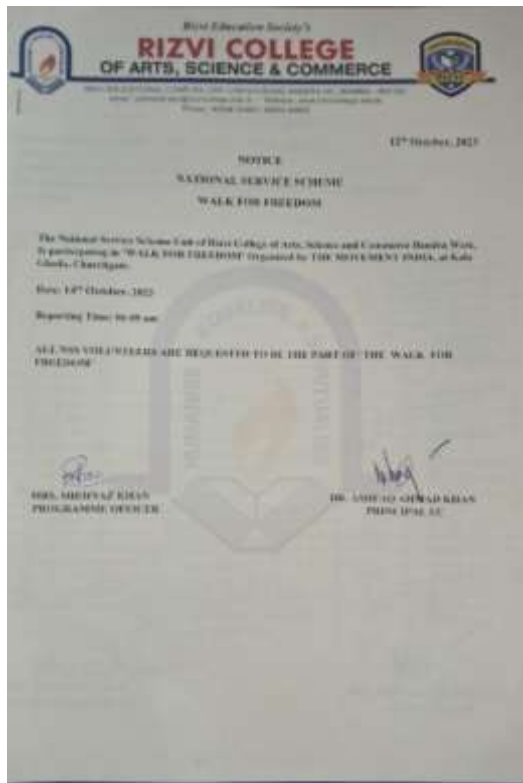 Rizvi Education Society's
RIZVI COLLEGE
OF ARTS, SCIENCE & COMMERCE
12th October, 2023
NOTICE
NATIONAL SERVICE SCHEME
WALK FOR FREEDOM
The National Service Scheme Unit of Rizvi College of Arts, Science and Commerce Bandra West,
is participating in "WALK FOR FREEDOM" Organized by THE MOVEMENT INDIA, at Kala
Ghoda, Churchgate.
Date: 14th October, 2023
Reporting Time:
ALL NSS VOLUNTEERS ARE REQUESTED TO BE THE PART OF THE WALK FOR
FREEDOM
MRS. SHEHNAZ KHAN
PROGRAMME OFFICER
DR. ASHFAQ AHMAD KHAN
PRINCIPAL I/C